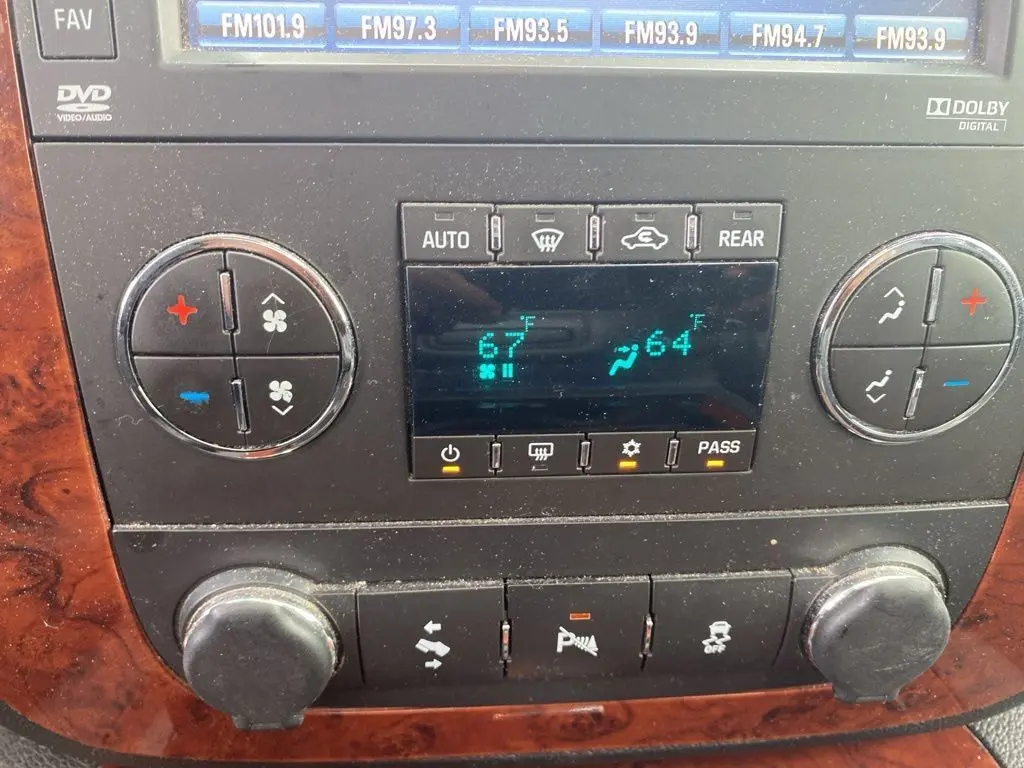 FAV
FM101.9 FM97.3 FM93.5 FM93.9 FM94.7 FM93.9
DVD
VIDEO/AUDIO
DOLBY
DIGITAL
AUTO REAR
67°F 64°F
PASS
P
OFF